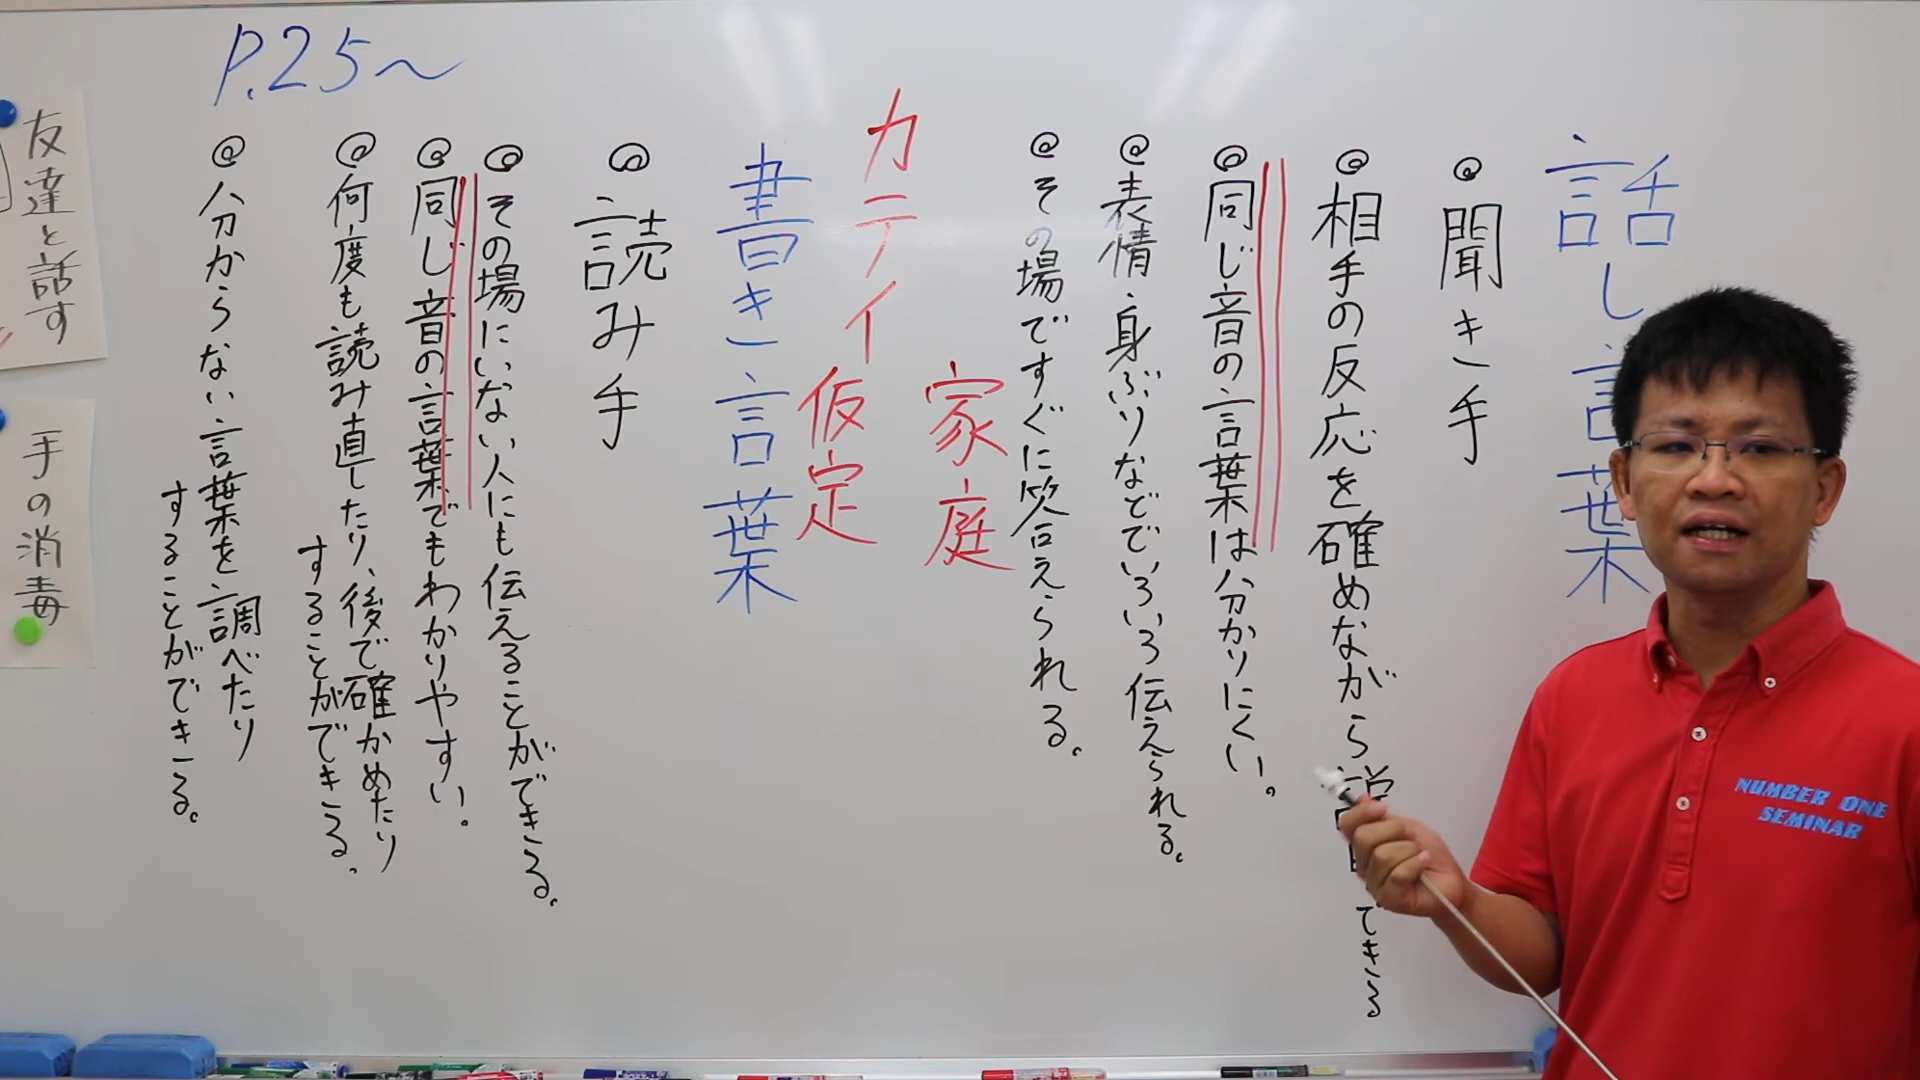 P.25〜
話し言葉
@聞き手
@相手の反応を確めながら説明できる
@同じ音の言葉は分かりにくい。
@表情・身ぶりなどでいろいろ伝えられる。
@その場ですぐに答えられる。
カテイ
家庭
仮定
書き言葉
@読み手
@その場にいない人にも伝えることができる。
@同じ音の言葉でもわかりやすい。
@何度も読み直したり、後で確かめたり
することができる。
@分からない言葉を調べたり
することができる。
友達と話す
手の消毒
NUMBER ONE
SEMINAR